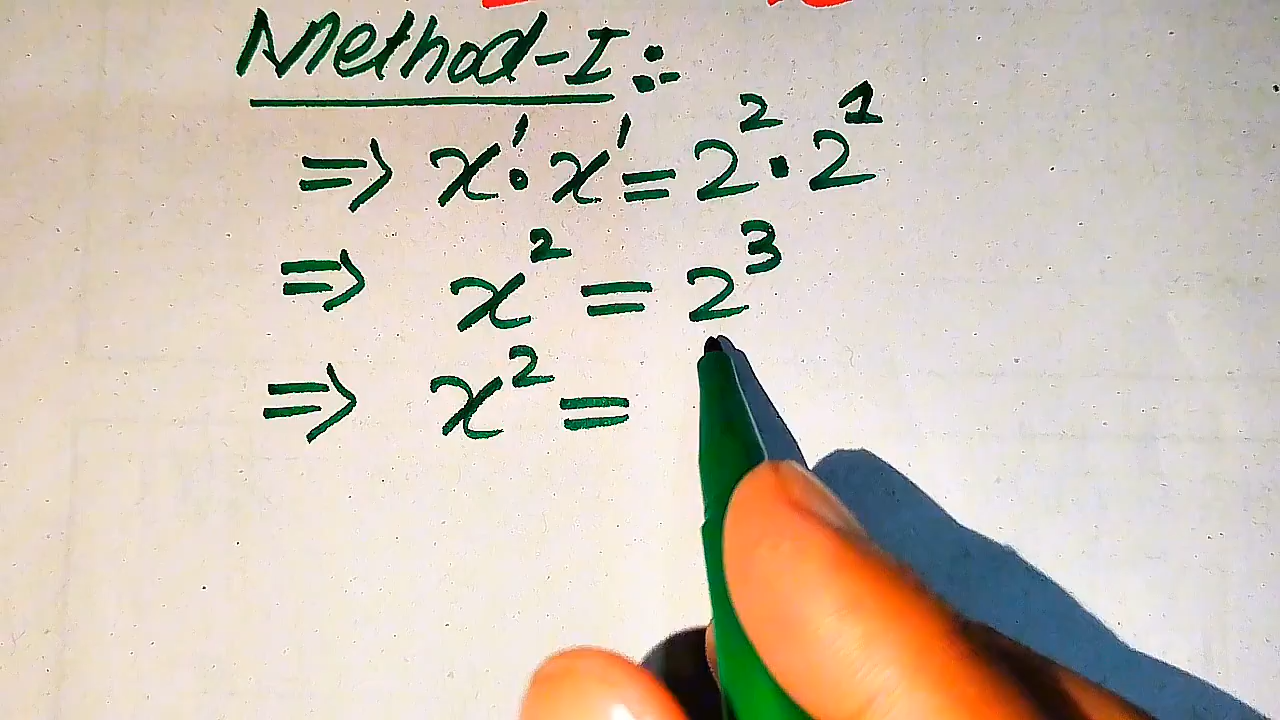 Method-I:-
⇒ x¹·x¹=2²·2¹
⇒ x² = 2³
⇒ x² =